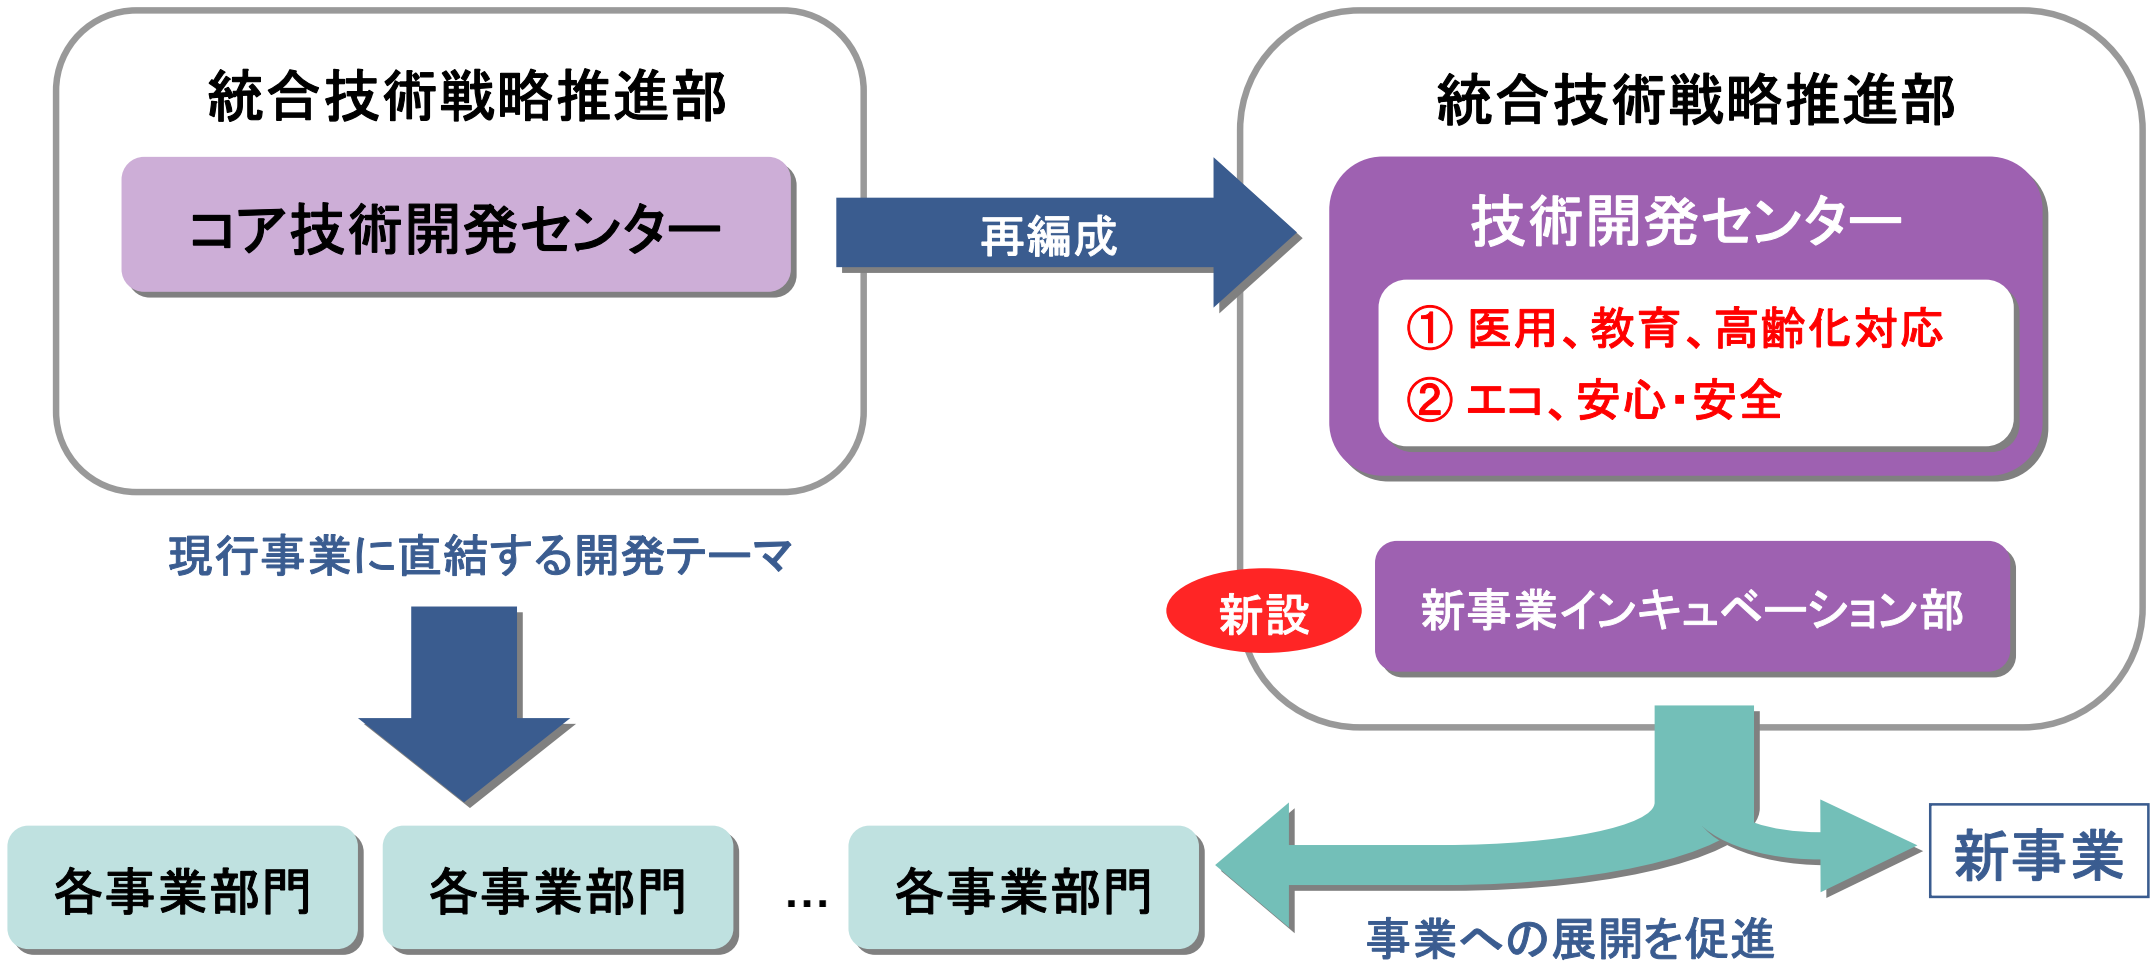 統合技術戦略推進部
コア技術開発センター
再編成
統合技術戦略推進部
技術開発センター
① 医用、教育、高齢化対応
② エコ、安心・安全
新設
新事業インキュベーション部
現行事業に直結する開発テーマ
各事業部門
各事業部門
...
各事業部門
新事業
事業への展開を促進